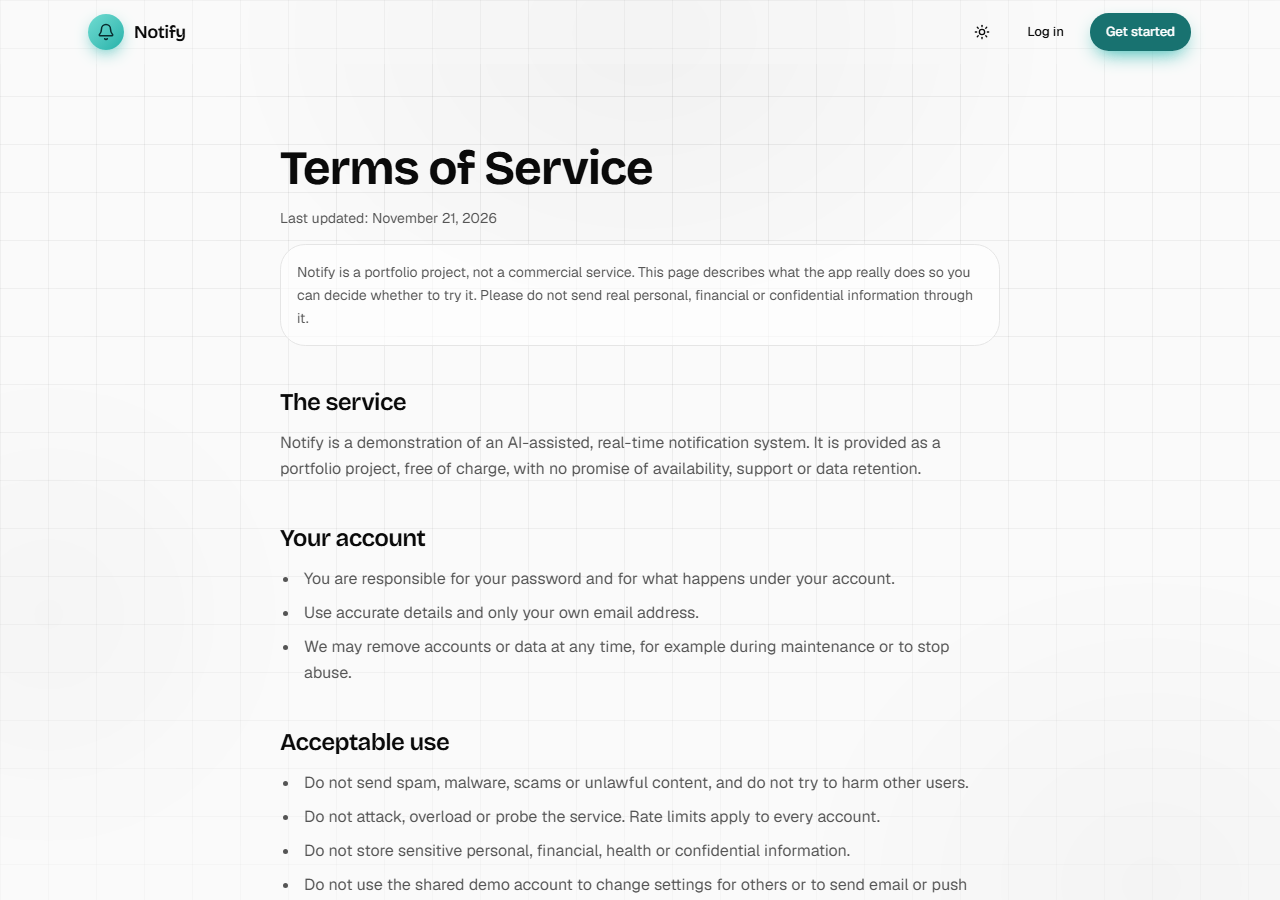 Notify
Log in
Get started
Terms of Service
Last updated: November 21, 2026
Notify is a portfolio project, not a commercial service. This page describes what the app really does so you
can decide whether to try it. Please do not send real personal, financial or confidential information through
it.
The service
Notify is a demonstration of an AI-assisted, real-time notification system. It is provided as a
portfolio project, free of charge, with no promise of availability, support or data retention.
Your account
• You are responsible for your password and for what happens under your account.
• Use accurate details and only your own email address.
• We may remove accounts or data at any time, for example during maintenance or to stop
abuse.
Acceptable use
• Do not send spam, malware, scams or unlawful content, and do not try to harm other users.
• Do not attack, overload or probe the service. Rate limits apply to every account.
• Do not store sensitive personal, financial, health or confidential information.
• Do not use the shared demo account to change settings for others or to send email or push